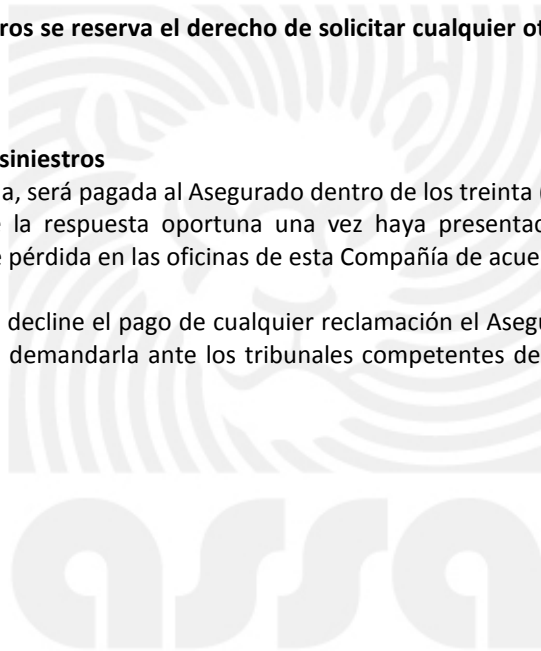 ros se reserva el derecho de solicitar cualquier ot
siniestros
a, será pagada al Asegurado dentro de los treinta (
e la respuesta oportuna una vez haya presentac
e pérdida en las oficinas de esta Compañía de acue
decline el pago de cualquier reclamación el Asegu
demandarla ante los tribunales competentes de
assa